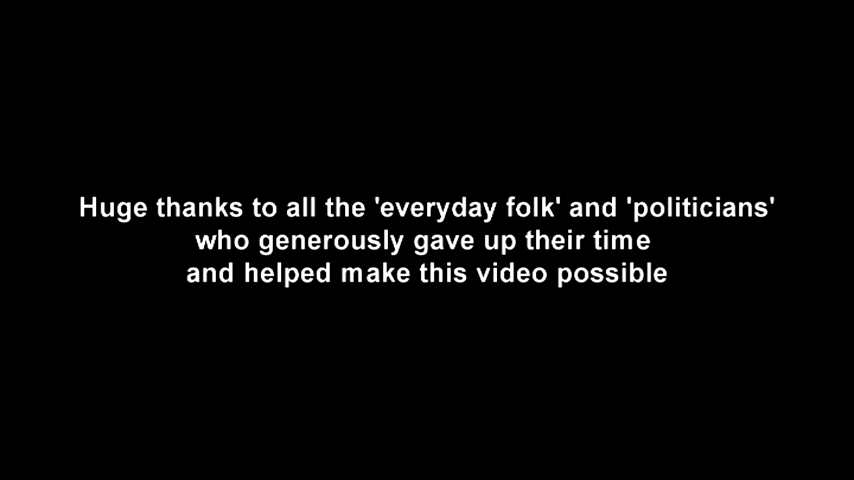 Huge thanks to all the 'everyday folk' and 'politicians'
who generously gave up their time
and helped make this video possible